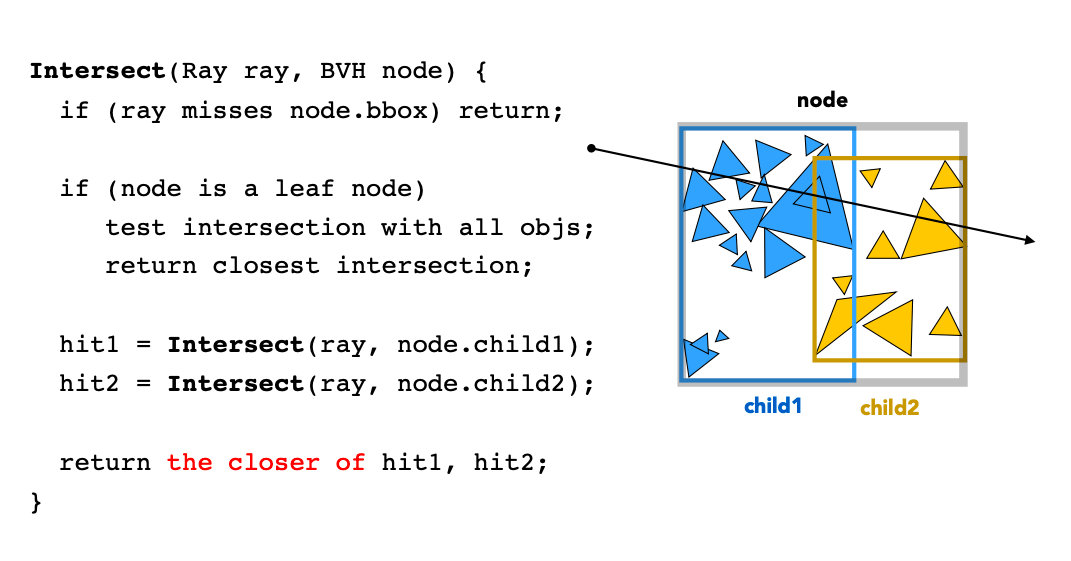 Intersect(Ray ray, BVH node) {
if (ray misses node.bbox) return;
if (node is a leaf node)
test intersection with all objs;
return closest intersection;
hit1 = Intersect(ray, node.child1);
hit2 = Intersect(ray, node.child2);
return the closer of hit1, hit2;
}
node
child1
child2